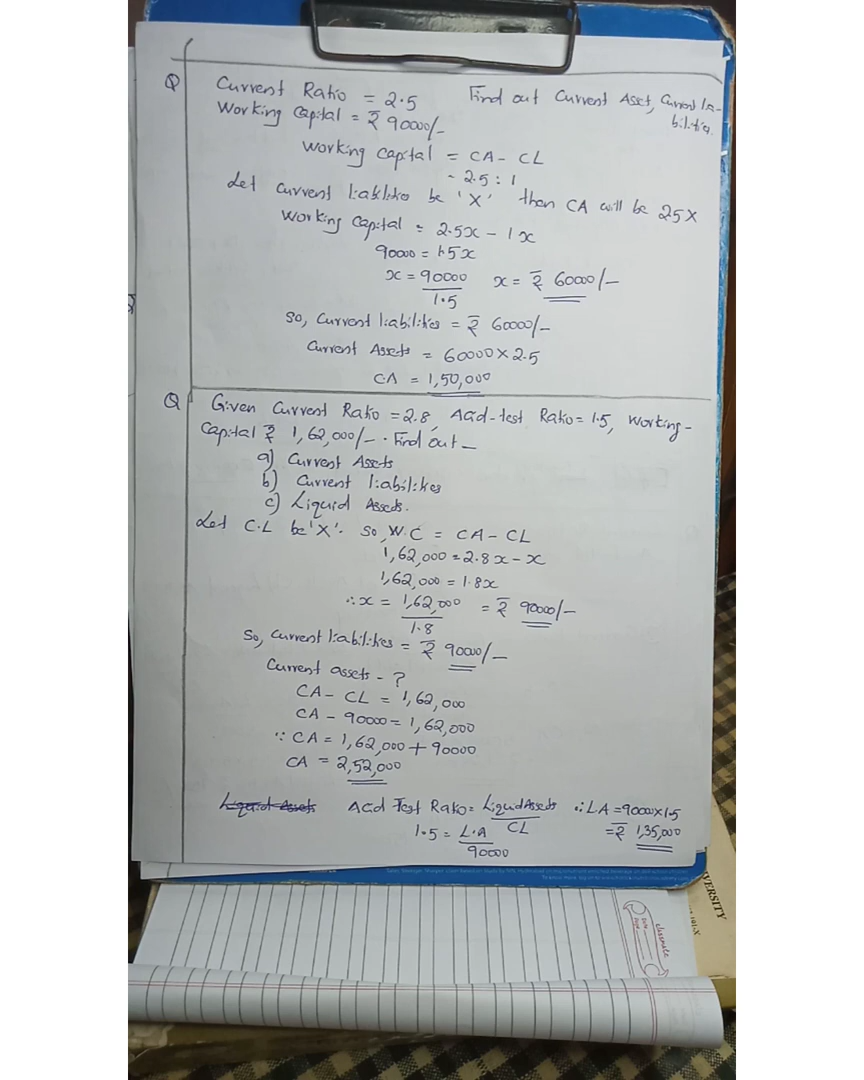 Q Current Ratio = 2.5 Find out Current Asset, Current lia-
Working Capital = ₹ 90000/- bilities.
Working Capital = CA - CL
- 2.5 : 1
Let Current liabilities be 'X' then CA will be 25X
Working Capital = 2.5x - 1x
90000 = 1.5x
x = 90000 x = ₹ 60000/-
1.5
So, Current liabilities = ₹ 60000/-
Current Assets = 60000 X 2.5
CA = 1,50,000
Q Given Current Ratio = 2.8, Acid-test Ratio = 1.5, Working-
Capital ₹ 1,62,000/-. Find out -
a) Current Assets
b) Current liabilities
c) Liquid Assets.
Let C.L be 'X'. So, W.C = CA - CL
1,62,000 = 2.8x - x
1,62,000 = 1.8x
∴ x = 1,62,000 = ₹ 90000/-
1.8
So, Current liabilities = ₹ 90000/-
Current assets - ?
CA - CL = 1,62,000
CA - 90000 = 1,62,000
∵ CA = 1,62,000 + 90000
CA = 2,52,000
Liquid Assets Acid Test Ratio = Liquid Assets ∴ L.A = 90000 X 1.5
CL = ₹ 1,35,000
1.5 = L.A
90000
VERSITY
classmate
Date
Page